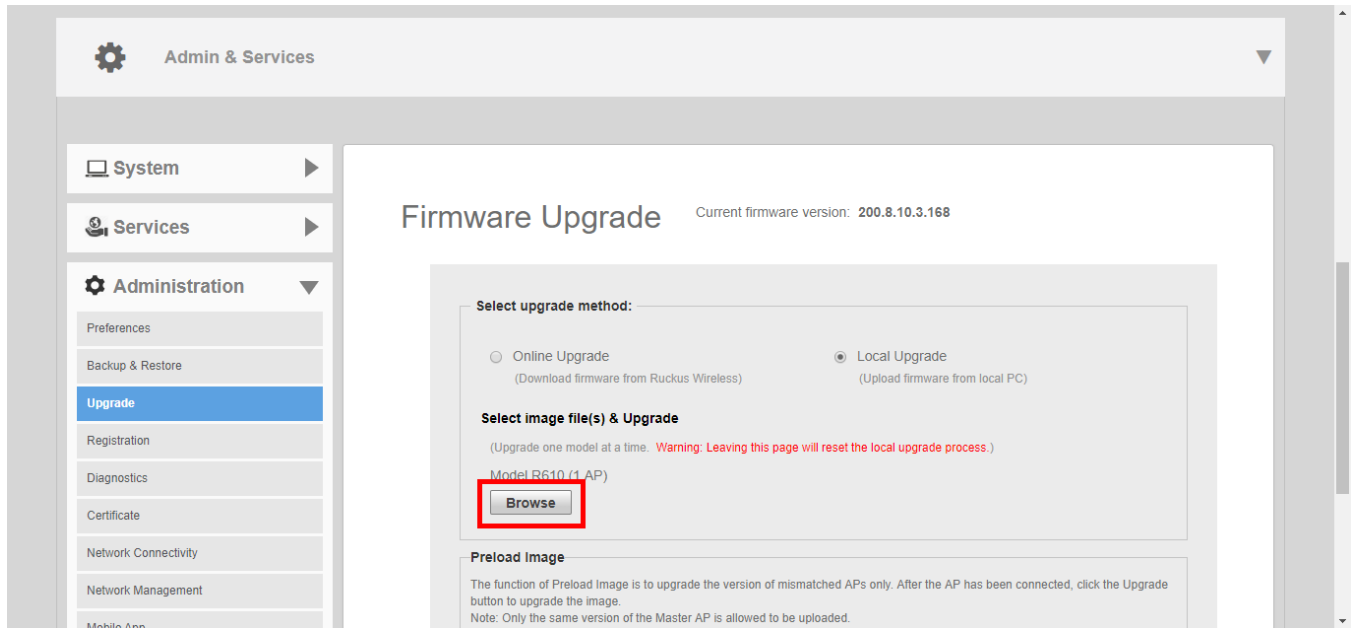 Admin & Services
System
Services
Administration
Preferences
Backup & Restore
Upgrade
Registration
Diagnostics
Certificate
Network Connectivity
Network Management
Mobile App
Firmware Upgrade Current firmware version: 200.8.10.3.168
Select upgrade method:
Online Upgrade Local Upgrade
(Download firmware from Ruckus Wireless) (Upload firmware from local PC)
Select image file(s) & Upgrade
(Upgrade one model at a time. Warning: Leaving this page will reset the local upgrade process.)
Model R610 (1 AP)
Browse
Preload Image
The function of Preload Image is to upgrade the version of mismatched APs only. After the AP has been connected, click the Upgrade
button to upgrade the image.
Note: Only the same version of the Master AP is allowed to be uploaded.